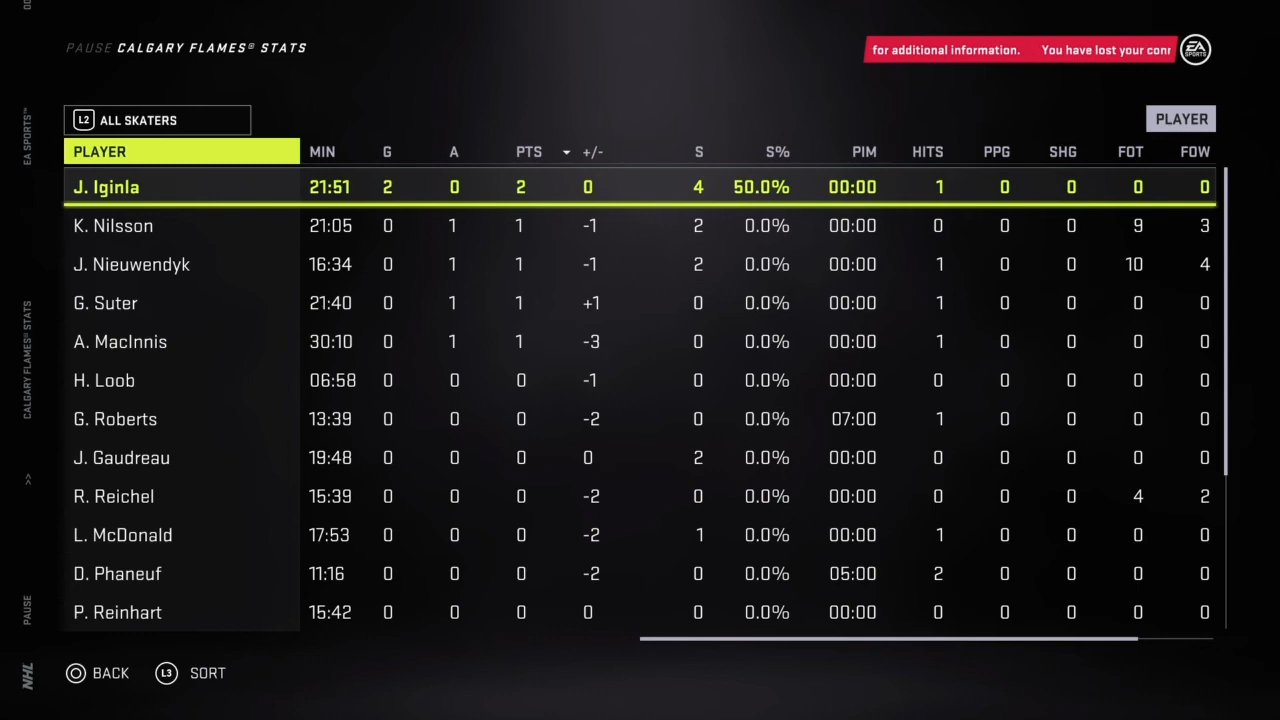 PAUSE CALGARY FLAMES® STATS
for additional information. You have lost your conr
EA SPORTS
L2 ALL SKATERS
PLAYER
PLAYER MIN G A PTS +/- S S% PIM HITS PPG SHG FOT FOW
J. Iginla 21:51 2 0 2 0 4 50.0% 00:00 1 0 0 0 0
K. Nilsson 21:05 0 1 1 -1 2 0.0% 00:00 0 0 0 9 3
J. Nieuwendyk 16:34 0 1 1 -1 2 0.0% 00:00 1 0 0 10 4
G. Suter 21:40 0 1 1 +1 0 0.0% 00:00 1 0 0 0 0
A. MacInnis 30:10 0 1 1 -3 0 0.0% 00:00 1 0 0 0 0
H. Loob 06:58 0 0 0 -1 0 0.0% 00:00 0 0 0 0 0
G. Roberts 13:39 0 0 0 -2 0 0.0% 07:00 1 0 0 0 0
J. Gaudreau 19:48 0 0 0 0 2 0.0% 00:00 0 0 0 0 0
R. Reichel 15:39 0 0 0 -2 0 0.0% 00:00 0 0 0 4 2
L. McDonald 17:53 0 0 0 -2 1 0.0% 00:00 1 0 0 0 0
D. Phaneuf 11:16 0 0 0 -2 0 0.0% 05:00 2 0 0 0 0
P. Reinhart 15:42 0 0 0 0 0 0.0% 00:00 0 0 0 0 0
BACK L3 SORT
NHL
PAUSE
>>
CALGARY FLAMES® STATS
EA SPORTS™